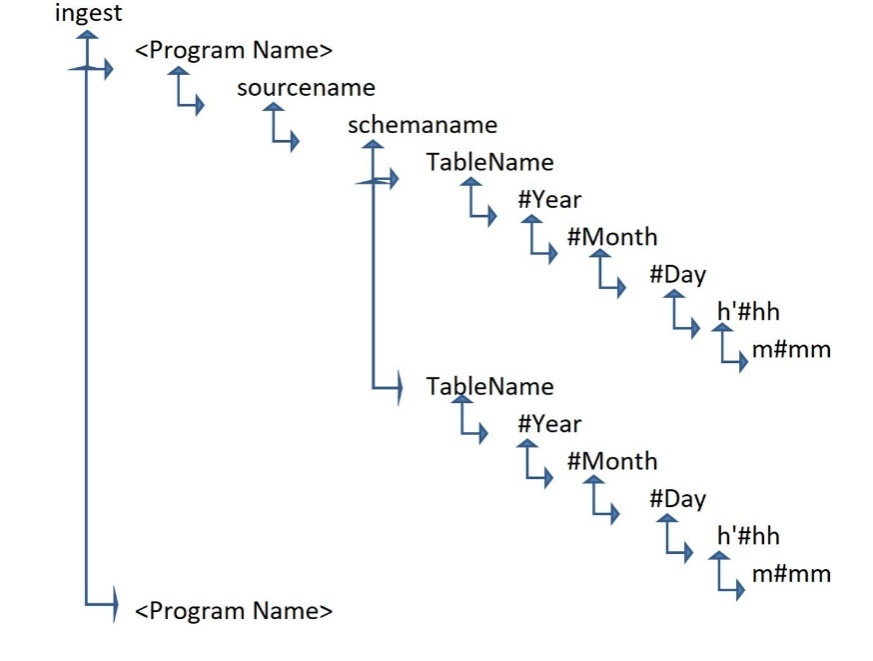 ingest
<Program Name>
sourcename
schemaname
TableName
#Year
#Month
#Day
h'#hh
m#mm
TableName
#Year
#Month
#Day
h'#hh
m#mm
<Program Name>